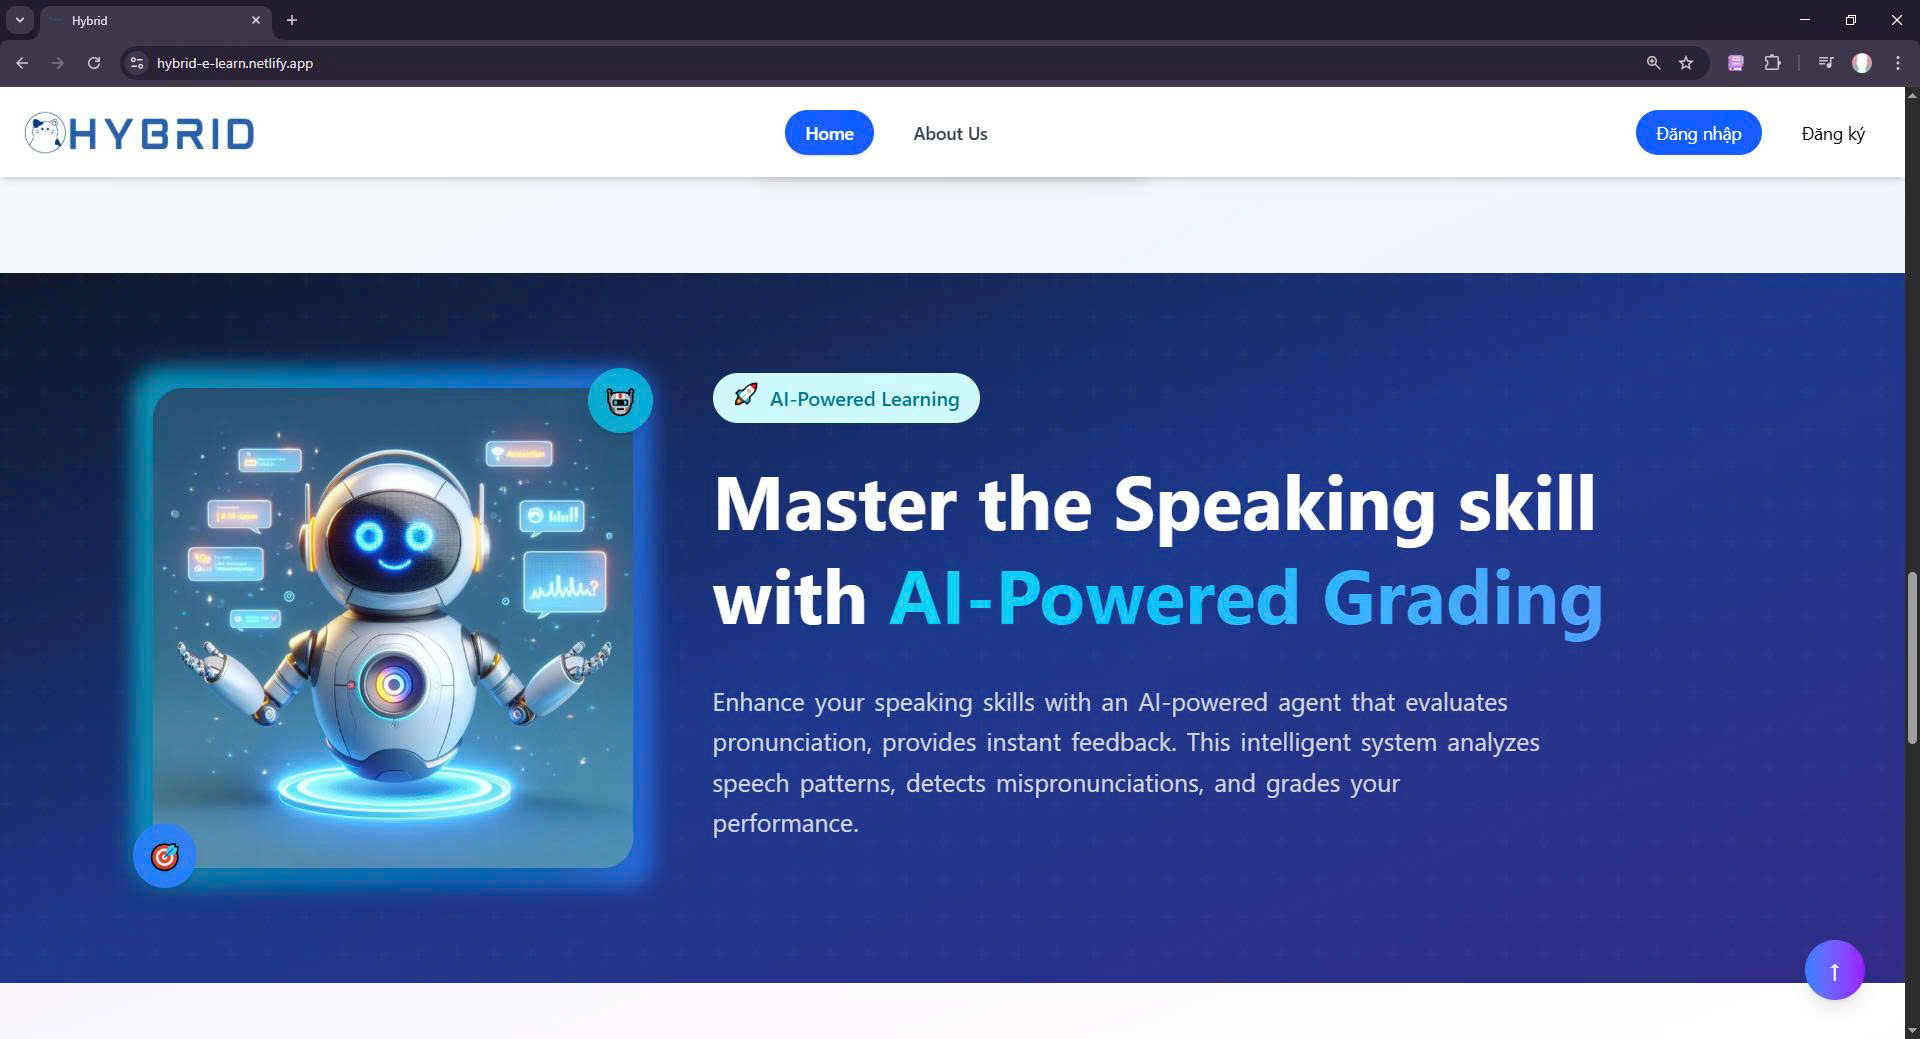 Hybrid
hybrid-e-learn.netlify.app
HYBRID
Home
About Us
Đăng nhập
Đăng ký
AI-Powered Learning
Master the Speaking skill
with AI-Powered Grading
Enhance your speaking skills with an AI-powered agent that evaluates
pronunciation, provides instant feedback. This intelligent system analyzes
speech patterns, detects mispronunciations, and grades your
performance.